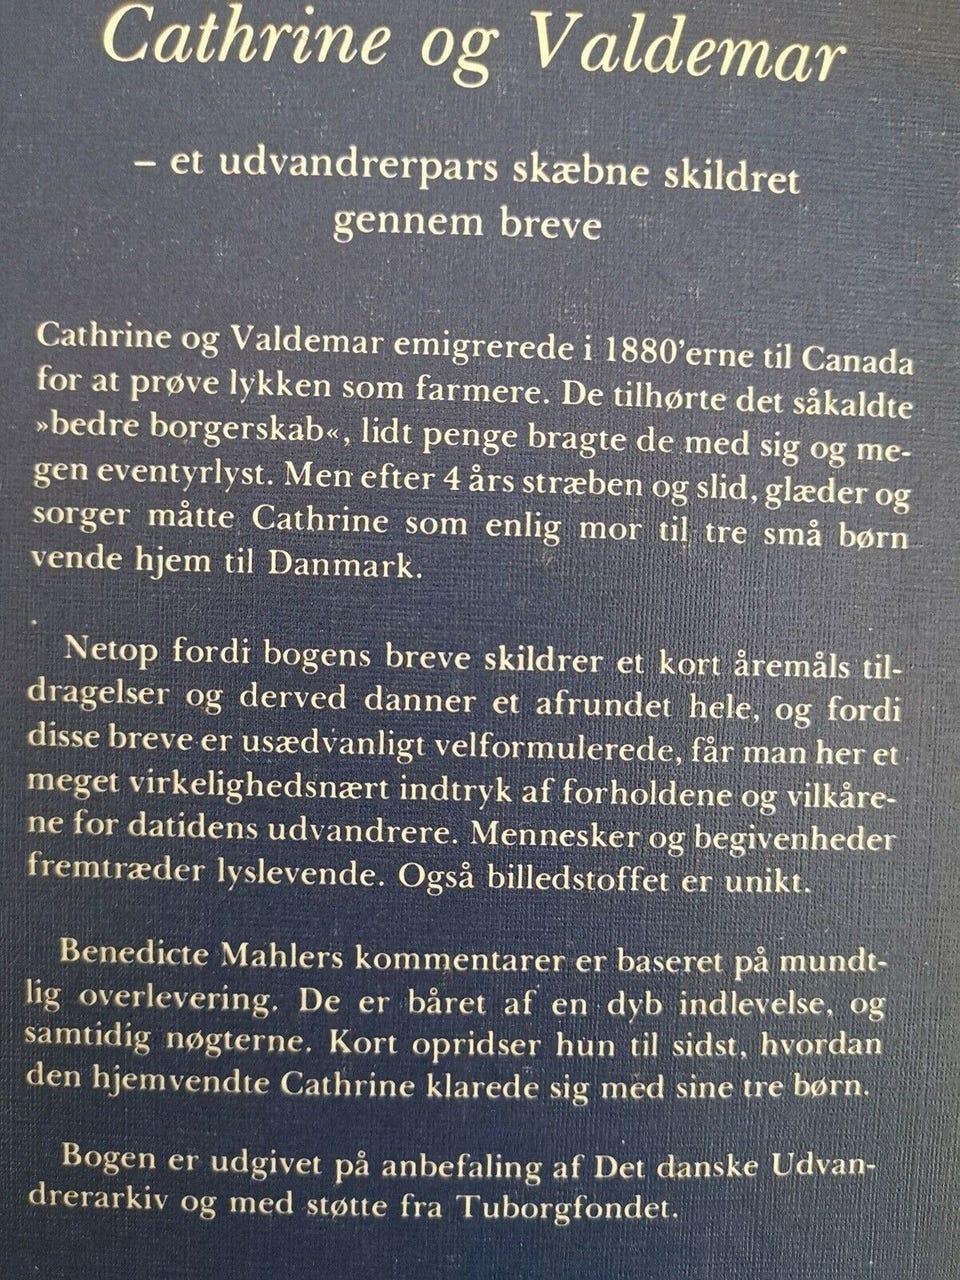 Cathrine og Valdemar
– et udvandrerpars skæbne skildret
gennem breve
Cathrine og Valdemar emigrerede i 1880'erne til Canada
for at prøve lykken som farmere. De tilhørte det såkaldte
»bedre borgerskab«, lidt penge bragte de med sig og me-
gen eventyrlyst. Men efter 4 års stræben og slid, glæder og
sorger måtte Cathrine som enlig mor til tre små børn
vende hjem til Danmark.
Netop fordi bogens breve skildrer et kort åremåls til-
dragelser og derved danner et afrundet hele, og fordi
disse breve er usædvanligt velformulerede, får man her et
meget virkelighedsnært indtryk af forholdene og vilkåre-
ne for datidens udvandrere. Mennesker og begivenheder
fremtræder lyslevende. Også billedstoffet er unikt.
Benedicte Mahlers kommentarer er baseret på mundt-
lig overlevering. De er båret af en dyb indlevelse, og
samtidig nøgterne. Kort opridser hun til sidst, hvordan
den hjemvendte Cathrine klarede sig med sine tre børn.
Bogen er udgivet på anbefaling af Det danske Udvan-
drerarkiv og med støtte fra Tuborgfondet.